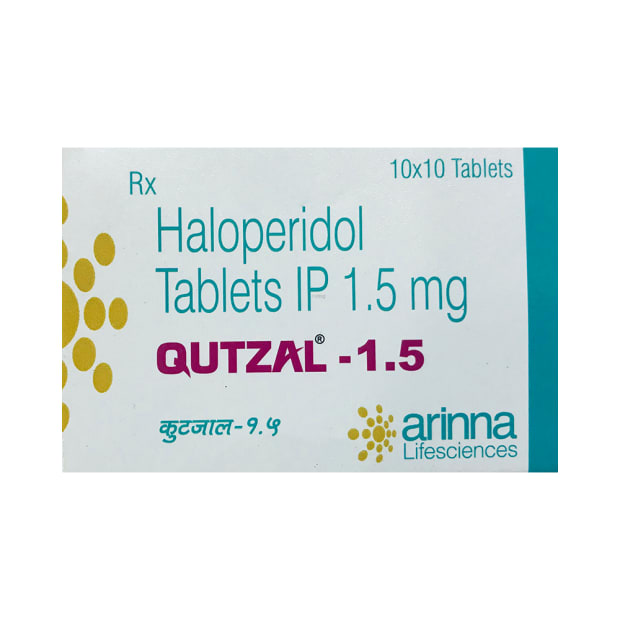 10x10 Tablets
Rx
Haloperidol
Tablets IP 1.5 mg
QUTZAL® - 1.5
कुटजाल-१.५
arinna
Lifesciences